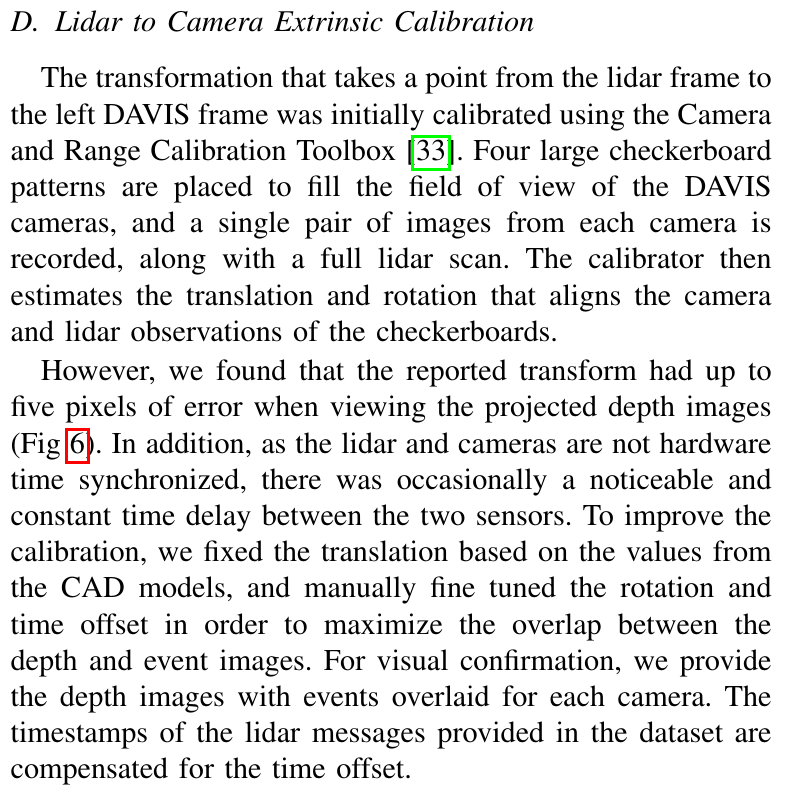 D. Lidar to Camera Extrinsic Calibration
The transformation that takes a point from the lidar frame to
the left DAVIS frame was initially calibrated using the Camera
and Range Calibration Toolbox [33]. Four large checkerboard
patterns are placed to fill the field of view of the DAVIS
cameras, and a single pair of images from each camera is
recorded, along with a full lidar scan. The calibrator then
estimates the translation and rotation that aligns the camera
and lidar observations of the checkerboards.
However, we found that the reported transform had up to
five pixels of error when viewing the projected depth images
(Fig 6). In addition, as the lidar and cameras are not hardware
time synchronized, there was occasionally a noticeable and
constant time delay between the two sensors. To improve the
calibration, we fixed the translation based on the values from
the CAD models, and manually fine tuned the rotation and
time offset in order to maximize the overlap between the
depth and event images. For visual confirmation, we provide
the depth images with events overlaid for each camera. The
timestamps of the lidar messages provided in the dataset are
compensated for the time offset.